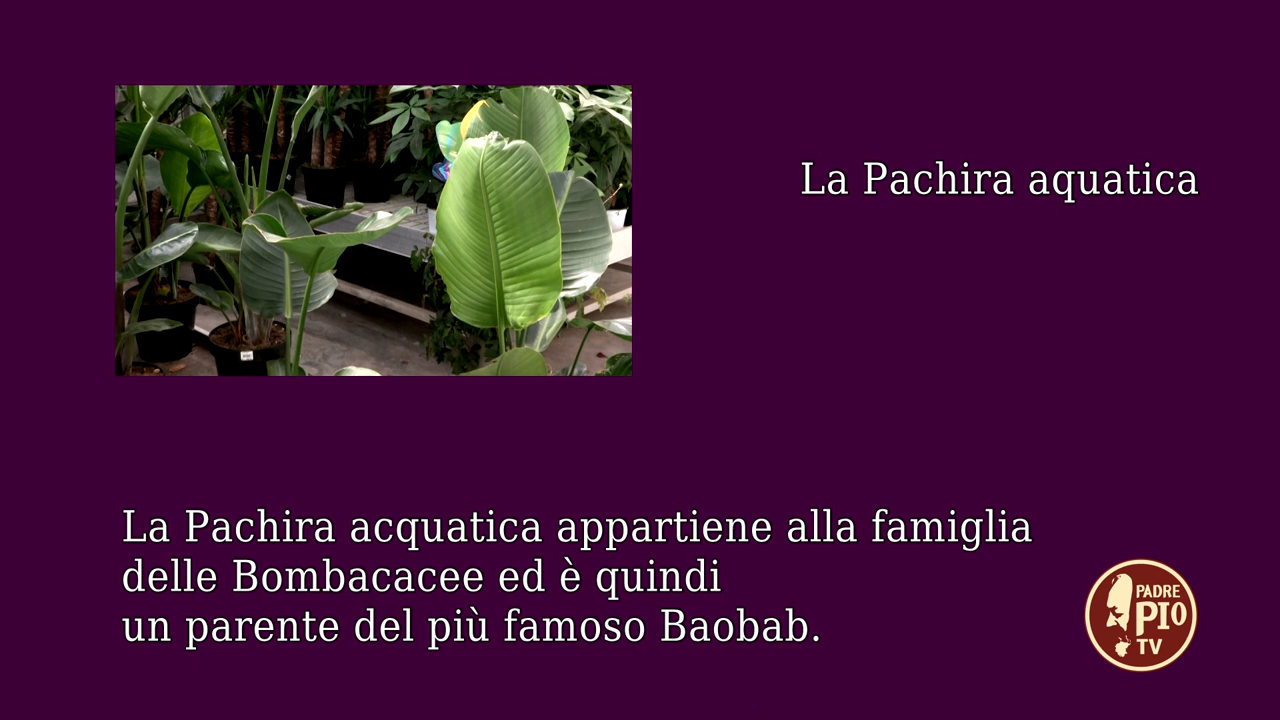 La Pachira aquatica
La Pachira acquatica appartiene alla famiglia
delle Bombacacee ed è quindi
un parente del più famoso Baobab.
PADRE
PIO
TV